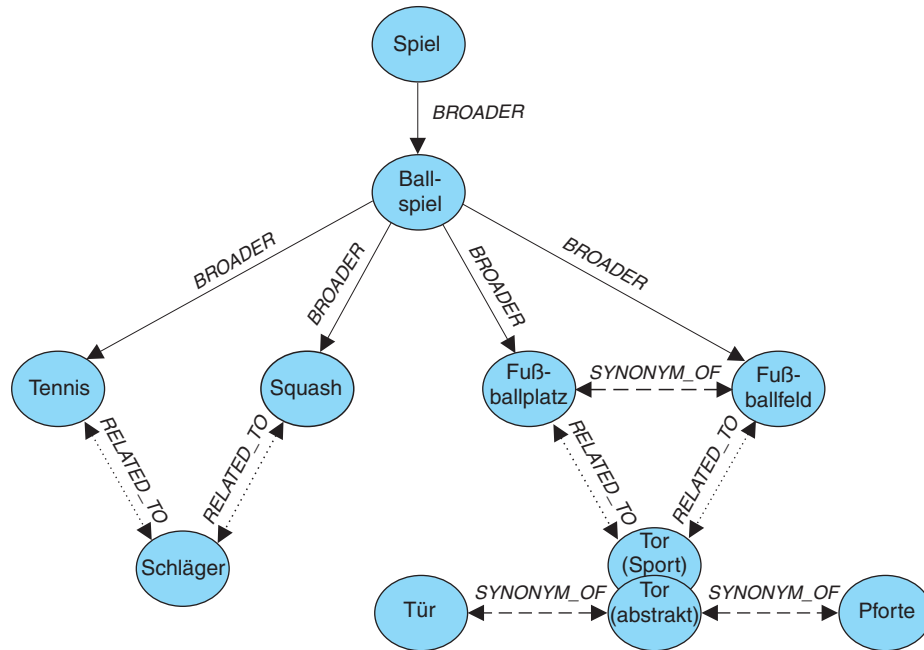 Spiel
BROADER
Ball-
spiel
BROADER
BROADER
BROADER
BROADER
Tennis
Squash
Fuß-
ballplatz
SYNONYM_OF
Fuß-
ballfeld
RELATED_TO
RELATED_TO
RELATED_TO
RELATED_TO
Schläger
Tor
(Sport)
Tür
SYNONYM_OF
Tor
(abstrakt)
SYNONYM_OF
Pforte